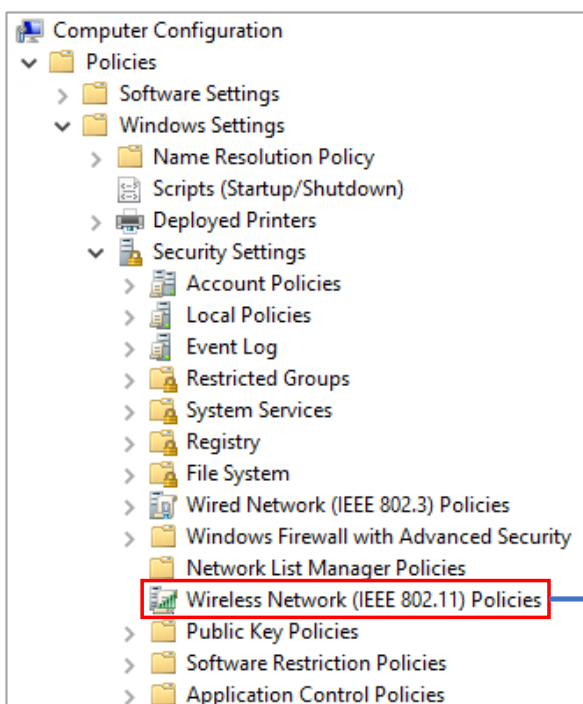 Computer Configuration
Policies
Software Settings
Windows Settings
Name Resolution Policy
Scripts (Startup/Shutdown)
Deployed Printers
Security Settings
Account Policies
Local Policies
Event Log
Restricted Groups
System Services
Registry
File System
Wired Network (IEEE 802.3) Policies
Windows Firewall with Advanced Security
Network List Manager Policies
Wireless Network (IEEE 802.11) Policies
Public Key Policies
Software Restriction Policies
Application Control Policies